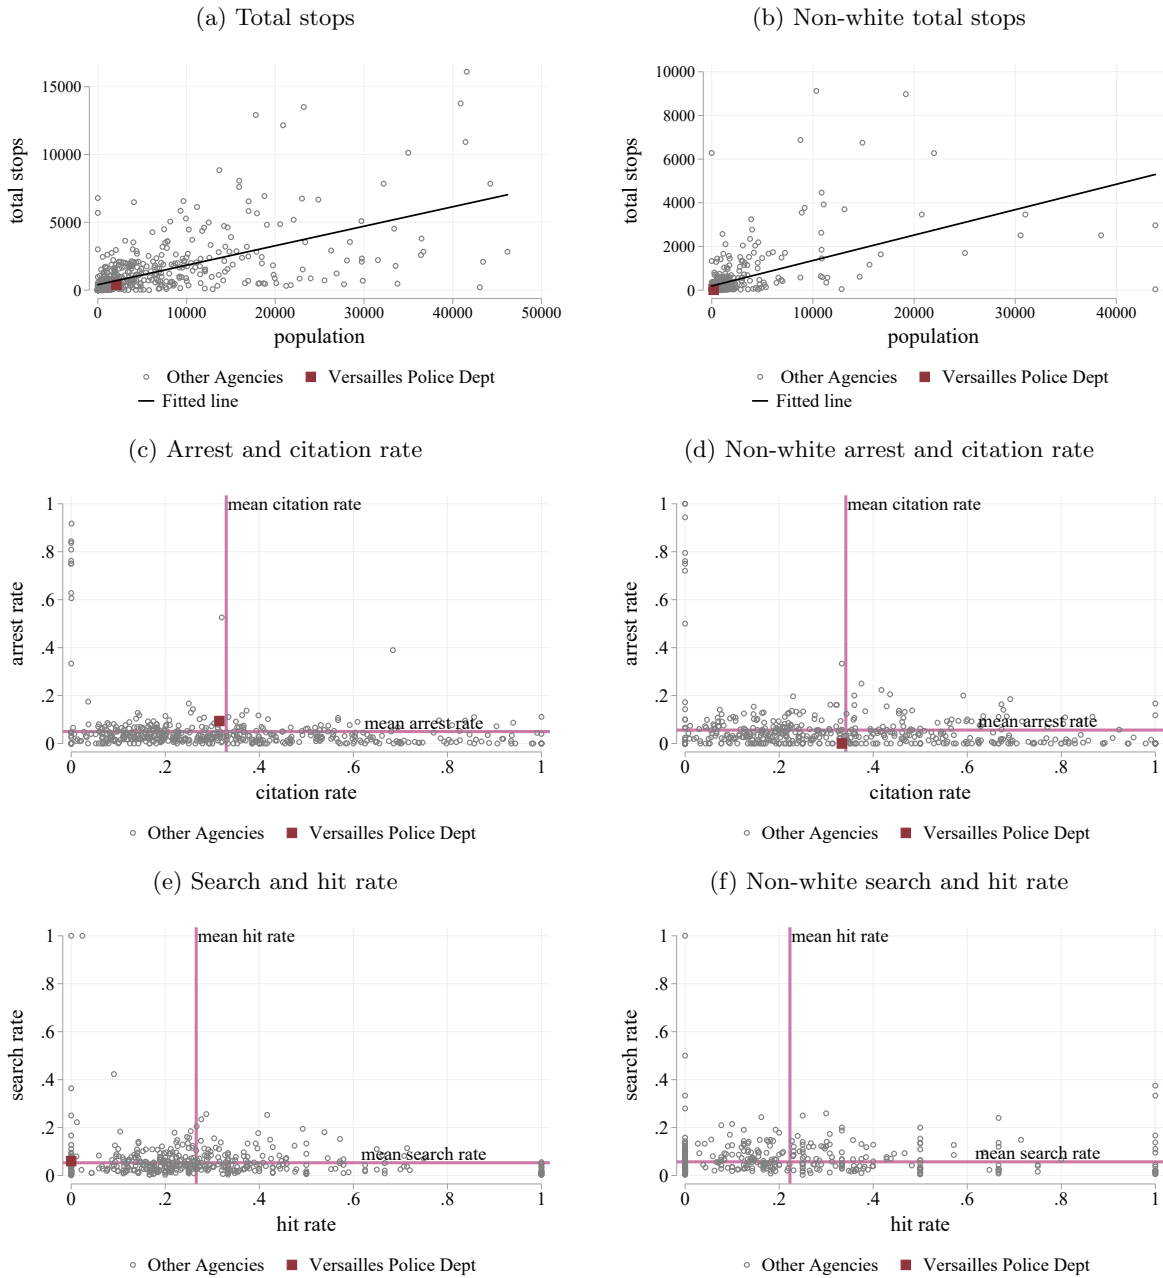 (a) Total stops
(b) Non-white total stops
total stops
15000
10000
5000
0
0 10000 20000 30000 40000 50000
population
Other Agencies Versailles Police Dept
Fitted line
total stops
10000
8000
6000
4000
2000
0
0 10000 20000 30000 40000
population
Other Agencies Versailles Police Dept
Fitted line
(c) Arrest and citation rate
(d) Non-white arrest and citation rate
arrest rate
1
.8
.6
.4
.2
0
mean citation rate
mean arrest rate
0 .2 .4 .6 .8 1
citation rate
Other Agencies Versailles Police Dept
arrest rate
1
.8
.6
.4
.2
0
mean citation rate
mean arrest rate
0 .2 .4 .6 .8 1
citation rate
Other Agencies Versailles Police Dept
(e) Search and hit rate
(f) Non-white search and hit rate
search rate
1
.8
.6
.4
.2
0
mean hit rate
mean search rate
0 .2 .4 .6 .8 1
hit rate
Other Agencies Versailles Police Dept
search rate
1
.8
.6
.4
.2
0
mean hit rate
mean search rate
0 .2 .4 .6 .8 1
hit rate
Other Agencies Versailles Police Dept